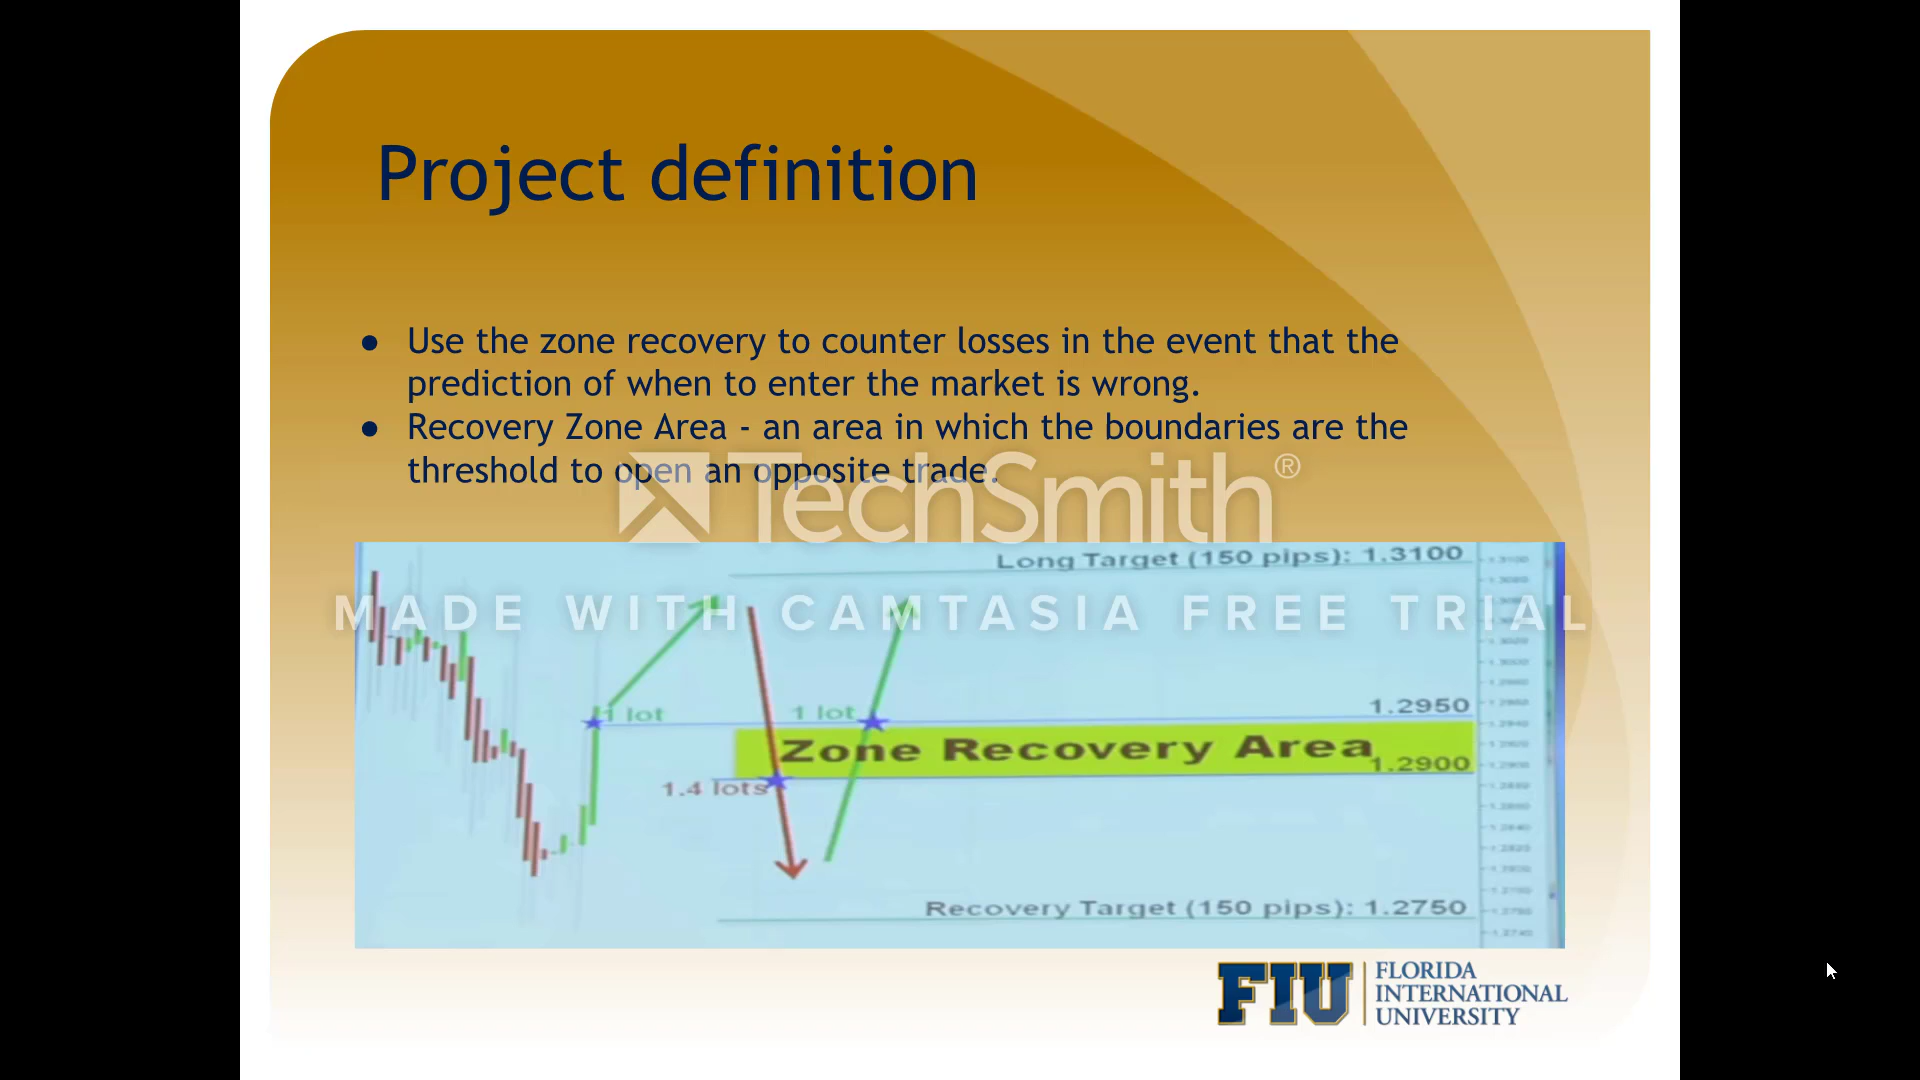 Project definition
● Use the zone recovery to counter losses in the event that the
prediction of when to enter the market is wrong.
● Recovery Zone Area - an area in which the boundaries are the
threshold to open an opposite trade.
TechSmith®
MADE WITH CAMTASIA FREE TRIAL
Long Target (150 pips): 1.3100
1 lot
1 lot
1.2950
Zone Recovery Area
1.2900
1.4 lots
Recovery Target (150 pips): 1.2750
FIU
FLORIDA
INTERNATIONAL
UNIVERSITY